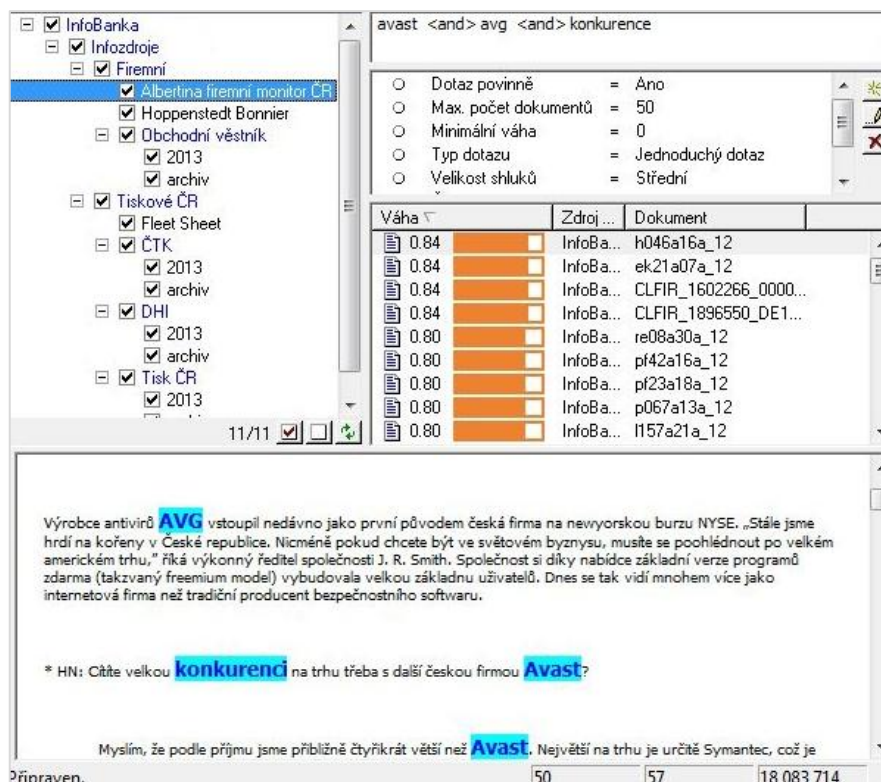 InfoBanka
Infozdroje
Firemní
Albertina firemní monitor ČR
Hoppenstedt Bonnier
Obchodní věstník
2013
archiv
Tiskové ČR
Fleet Sheet
ČTK
2013
archiv
DHI
2013
archiv
Tisk ČR
2013
11/11
avast <and> avg <and> konkurence
Dotaz povinně = Ano
Max. počet dokumentů = 50
Minimální váha = 0
Typ dotazu = Jednoduchý dotaz
Velikost shluků = Střední
Váha Zdroj ... Dokument
0.84 InfoBa... h046a16a_12
0.84 InfoBa... ek21a07a_12
0.84 InfoBa... CLFIR_1602266_0000...
0.84 InfoBa... CLFIR_1896550_DE1...
0.80 InfoBa... re08a30a_12
0.80 InfoBa... pf42a16a_12
0.80 InfoBa... pf23a18a_12
0.80 InfoBa... p067a13a_12
0.80 InfoBa... l157a21a_12
Výrobce antivirů AVG vstoupil nedávno jako první původem česká firma na newyorskou burzu NYSE. „Stále jsme
hrdí na kořeny v České republice. Nicméně pokud chcete být ve světovém byznysu, musíte se poohlédnout po velkém
americkém trhu,” říká výkonný ředitel společnosti J. R. Smith. Společnost si díky nabídce základní verze programů
zdarma (takzvaný freemium model) vybudovala velkou základnu uživatelů. Dnes se tak vidí mnohem více jako
internetová firma než tradiční producent bezpečnostního softwaru.
* HN: Cítíte velkou konkurenci na trhu třeba s další českou firmou Avast?
Myslím, že podle příjmu jsme přibližně čtyřikrát větší než Avast. Největší na trhu je určitě Symantec, což je
Připraven. 50 57 18 083 714